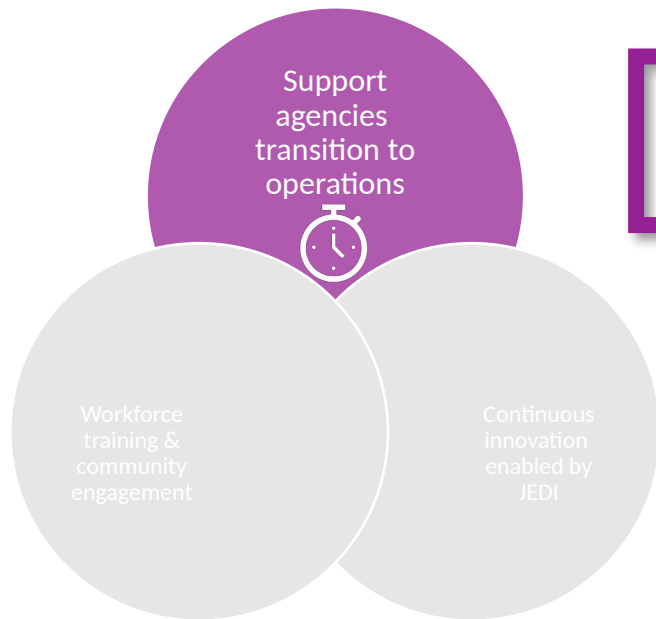 Support
agencies
transition to
operations
Workforce
training &
community
engagement
Continuous
innovation
enabled by
JEDI